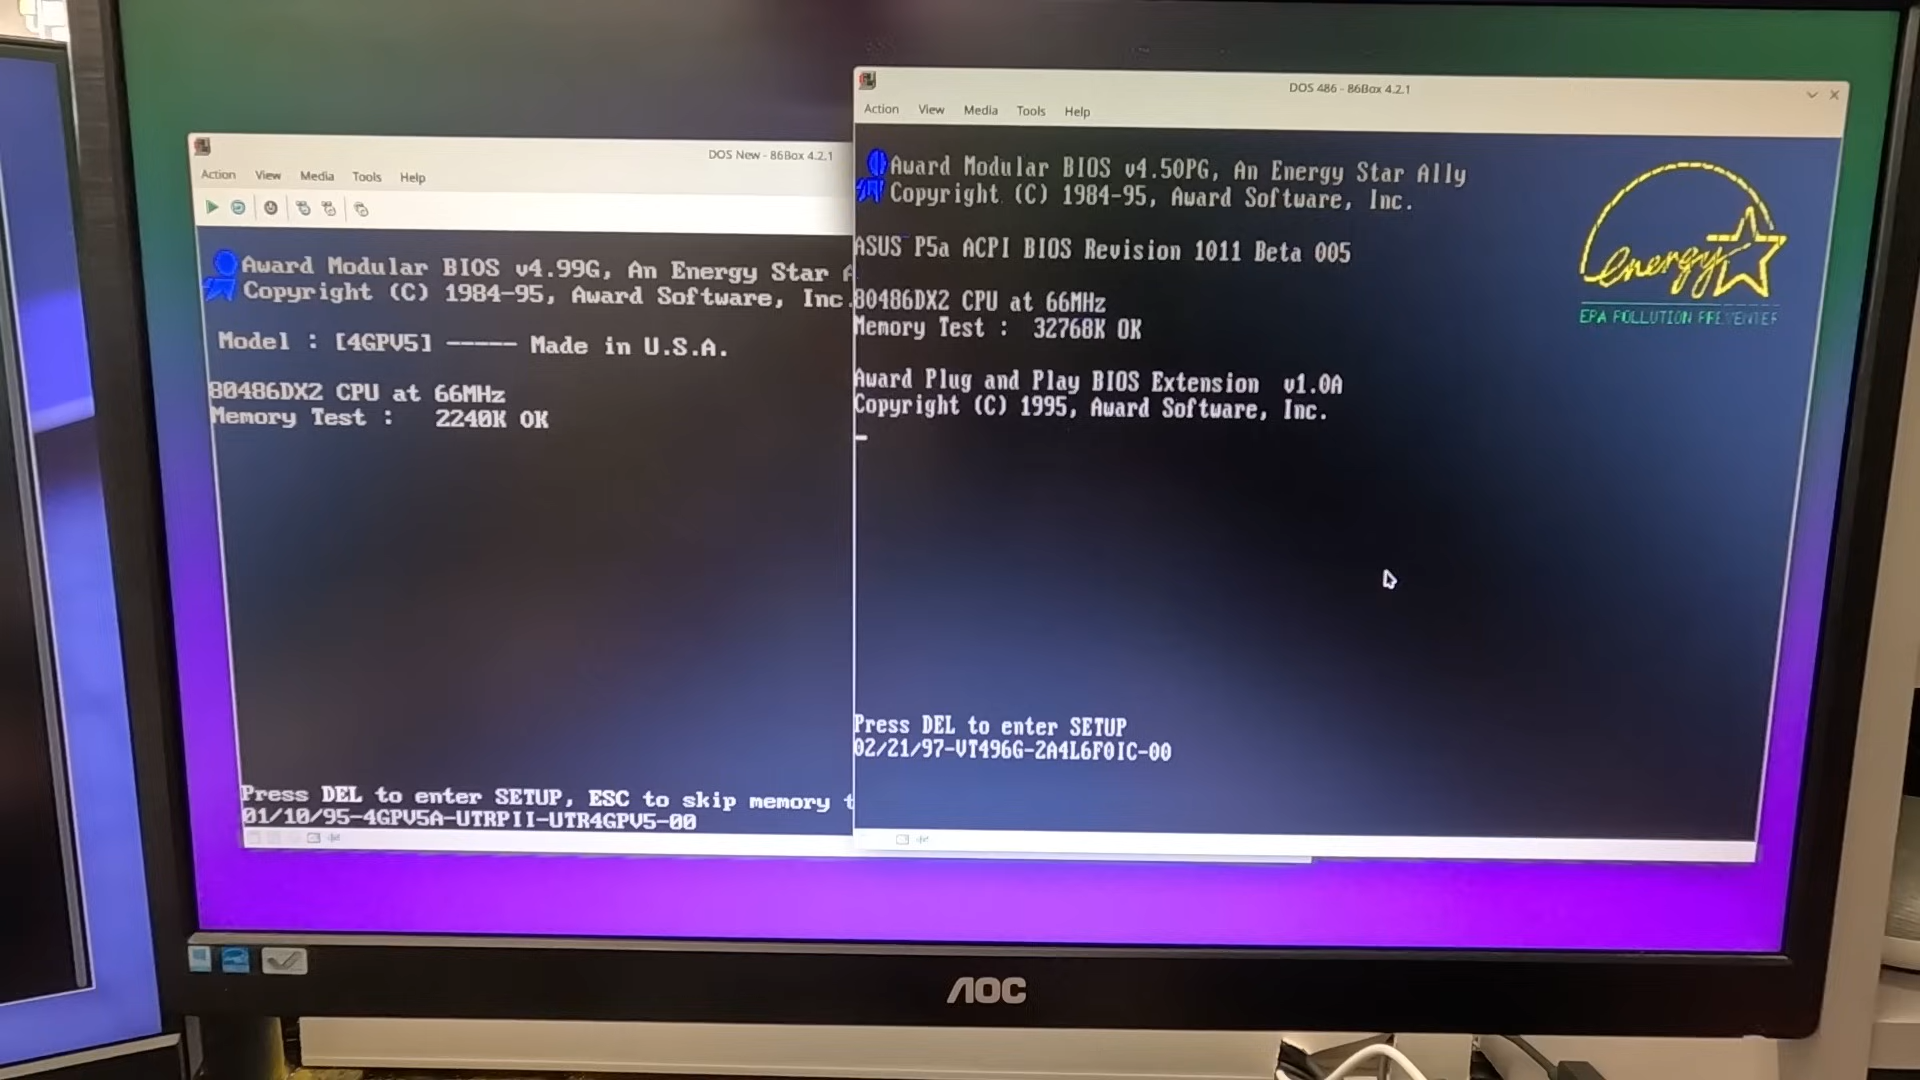 DOS New - 86Box 4.2.1
Action View Media Tools Help
Award Modular BIOS v4.99G, An Energy Star A
Copyright (C) 1984-95, Award Software, Inc.
Model : [4GPV5] ----- Made in U.S.A.
80486DX2 CPU at 66MHz
Memory Test : 2240K OK
Press DEL to enter SETUP, ESC to skip memory t
01/10/95-4GPV5A-UTRPII-UTR4GPV5-00
DOS 486 - 86Box 4.2.1
Action View Media Tools Help
Award Modular BIOS v4.50PG, An Energy Star Ally
Copyright (C) 1984-95, Award Software, Inc.
ASUS P5a ACPI BIOS Revision 1011 Beta 005
80486DX2 CPU at 66MHz
Memory Test : 32768K OK
Award Plug and Play BIOS Extension v1.0A
Copyright (C) 1995, Award Software, Inc.
energy
EPA POLLUTION PREVENTER
Press DEL to enter SETUP
02/21/97-VT496G-2A4L6F0IC-00
AOC